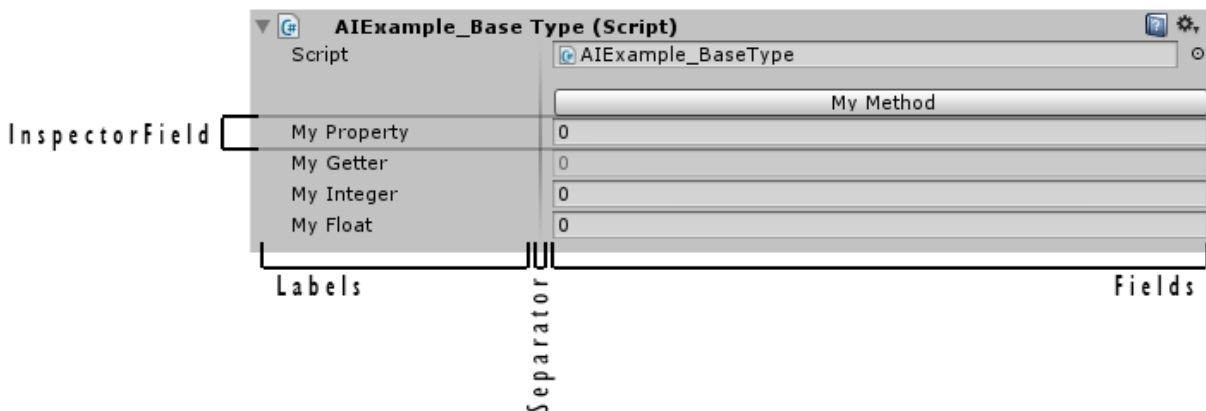 AIExample_Base Type (Script)
Script AIExample_BaseType
My Method
InspectorField My Property 0
My Getter 0
My Integer 0
My Float 0
Labels Fields
Separator